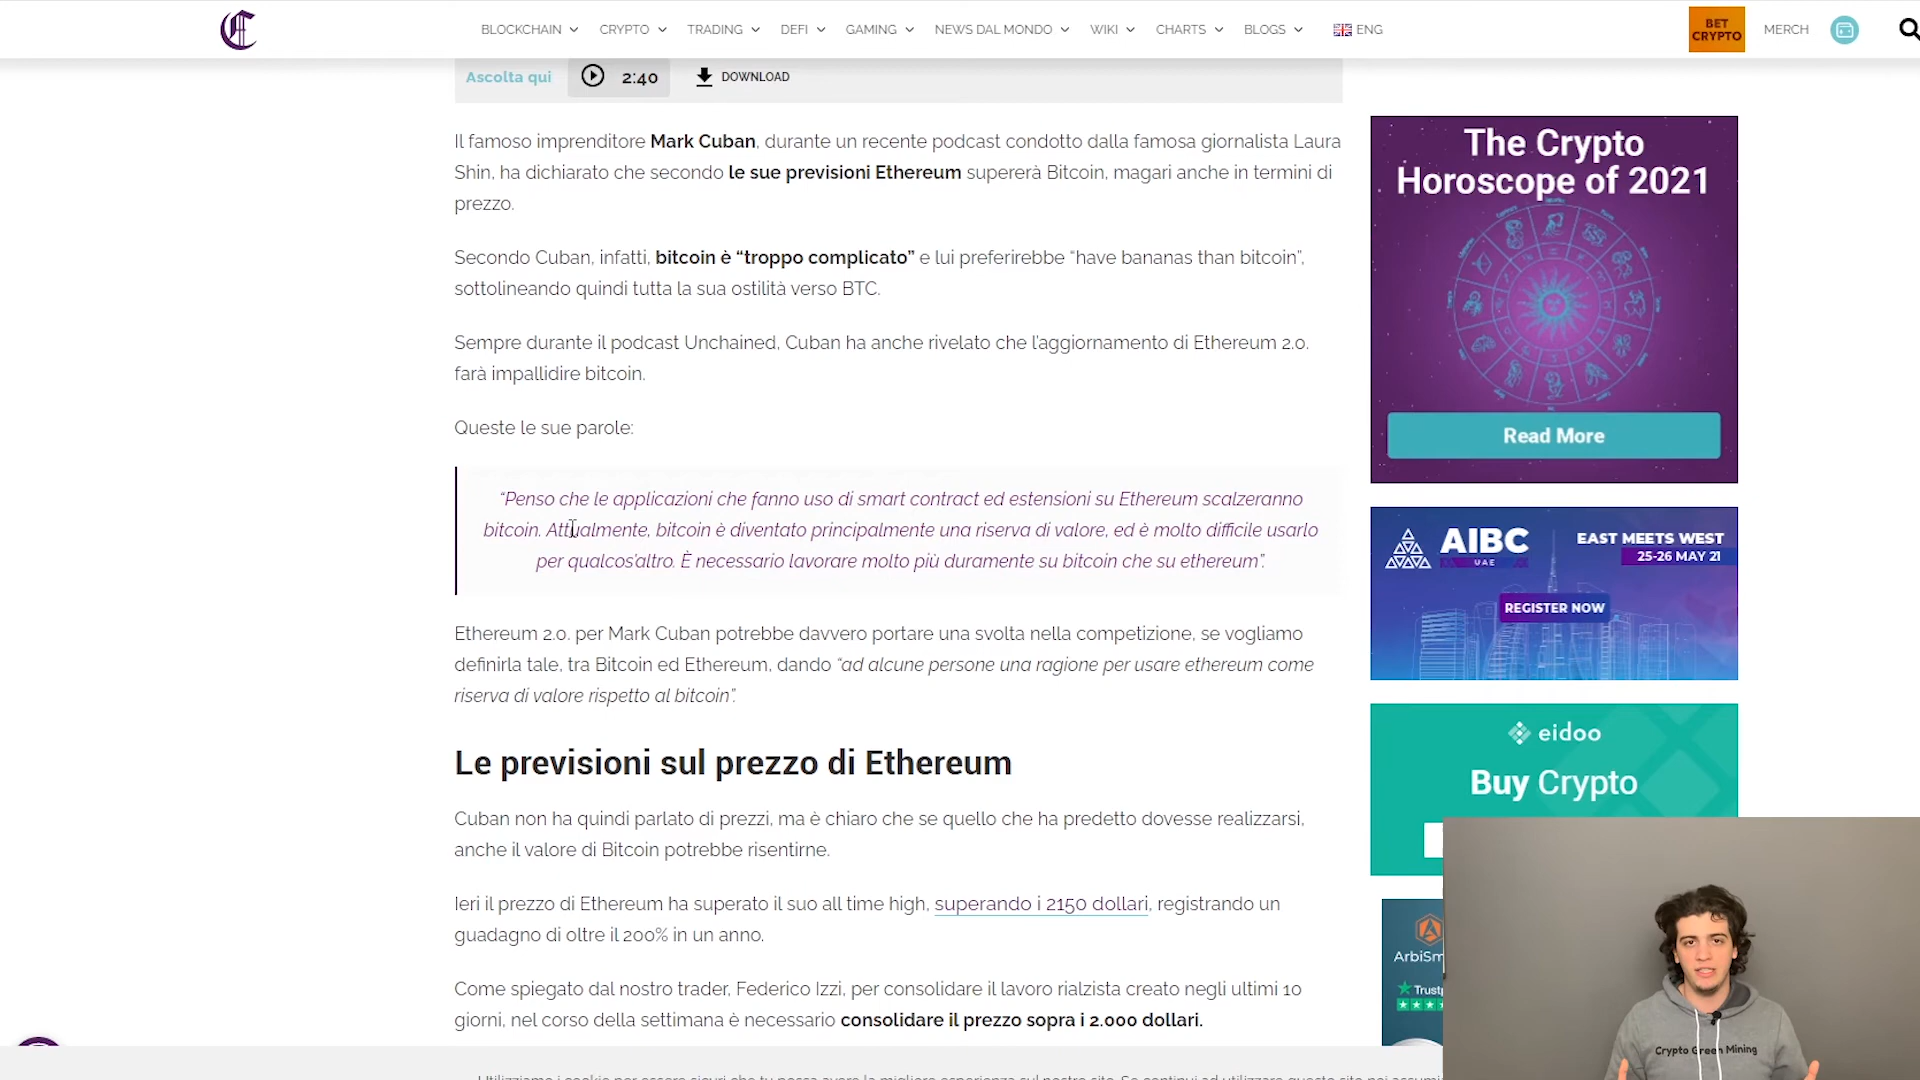 BLOCKCHAIN CRYPTO TRADING DEFI GAMING NEWS DAL MONDO WIKI CHARTS BLOGS ENG
BET CRYPTO
MERCH
Ascolta qui 2:40 DOWNLOAD
Il famoso imprenditore Mark Cuban, durante un recente podcast condotto dalla famosa giornalista Laura
Shin, ha dichiarato che secondo le sue previsioni Ethereum supererà Bitcoin, magari anche in termini di
prezzo.
Secondo Cuban, infatti, bitcoin è “troppo complicato” e lui preferirebbe “have bananas than bitcoin”,
sottolineando quindi tutta la sua ostilità verso BTC.
Sempre durante il podcast Unchained, Cuban ha anche rivelato che l’aggiornamento di Ethereum 2.0.
farà impallidire bitcoin.
Queste le sue parole:
“Penso che le applicazioni che fanno uso di smart contract ed estensioni su Ethereum scalzeranno
bitcoin. Attualmente, bitcoin è diventato principalmente una riserva di valore, ed è molto difficile usarlo
per qualcos’altro. È necessario lavorare molto più duramente su bitcoin che su ethereum”.
Ethereum 2.0. per Mark Cuban potrebbe davvero portare una svolta nella competizione, se vogliamo
definirla tale, tra Bitcoin ed Ethereum, dando “ad alcune persone una ragione per usare ethereum come
riserva di valore rispetto al bitcoin”.
Le previsioni sul prezzo di Ethereum
Cuban non ha quindi parlato di prezzi, ma è chiaro che se quello che ha predetto dovesse realizzarsi,
anche il valore di Bitcoin potrebbe risentirne.
Ieri il prezzo di Ethereum ha superato il suo all time high, superando i 2150 dollari, registrando un
guadagno di oltre il 200% in un anno.
Come spiegato dal nostro trader, Federico Izzi, per consolidare il lavoro rialzista creato negli ultimi 10
giorni, nel corso della settimana è necessario consolidare il prezzo sopra i 2.000 dollari.
The Crypto
Horoscope of 2021
Read More
AIBC
UAE
EAST MEETS WEST
25-26 MAY 21
REGISTER NOW
eidoo
Buy Crypto
ArbiSm
Trustp
Crypto Green Mining